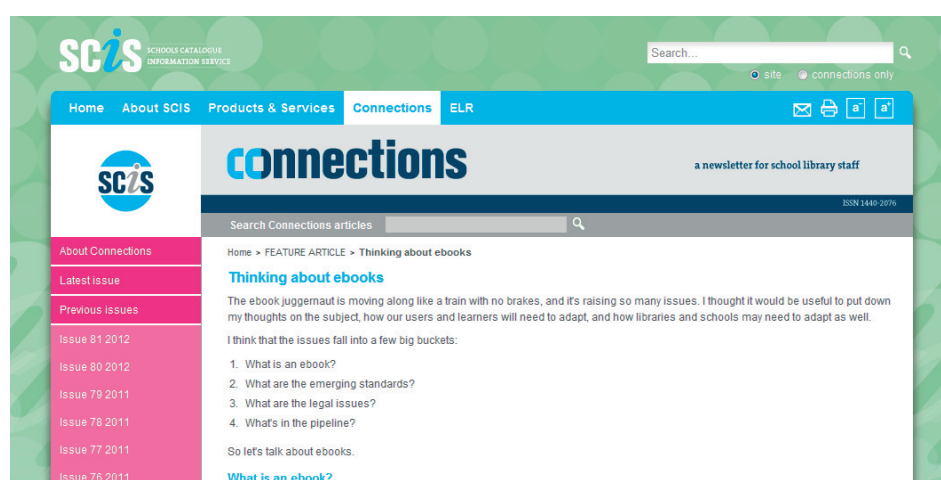 scis SCHOOLS CATALOGUE
INFORMATION SERVICE
Search...
site connections only
Home About SCIS Products & Services Connections ELR
a- a+
scis
connections
a newsletter for school library staff
ISSN 1440-2076
Search Connections articles
About Connections
Latest issue
Previous issues
Issue 81 2012
Issue 80 2012
Issue 79 2011
Issue 78 2011
Issue 77 2011
Issue 76 2011
Home > FEATURE ARTICLE > Thinking about ebooks
Thinking about ebooks
The ebook juggernaut is moving along like a train with no brakes, and it's raising so many issues. I thought it would be useful to put down
my thoughts on the subject, how our users and learners will need to adapt, and how libraries and schools may need to adapt as well.
I think that the issues fall into a few big buckets:
1. What is an ebook?
2. What are the emerging standards?
3. What are the legal issues?
4. What's in the pipeline?
So let's talk about ebooks.
What is an ebook?